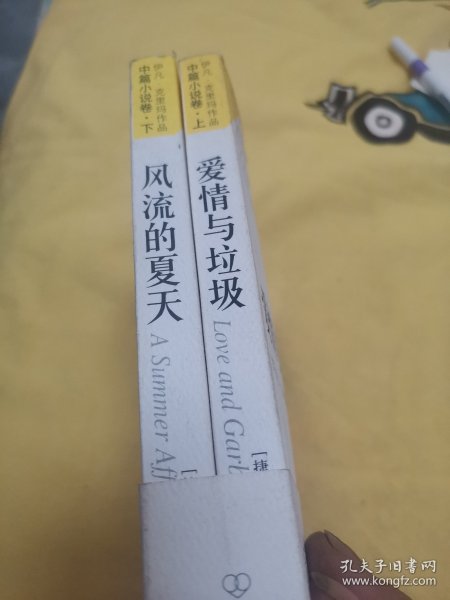 伊凡·克里玛作品
中篇小说卷·下
风流的夏天
A Summer Aff
伊凡·克里玛作品
中篇小说卷·上
爱情与垃圾
Love and Garb
[捷
孔夫子旧书网
www.kongfz.com